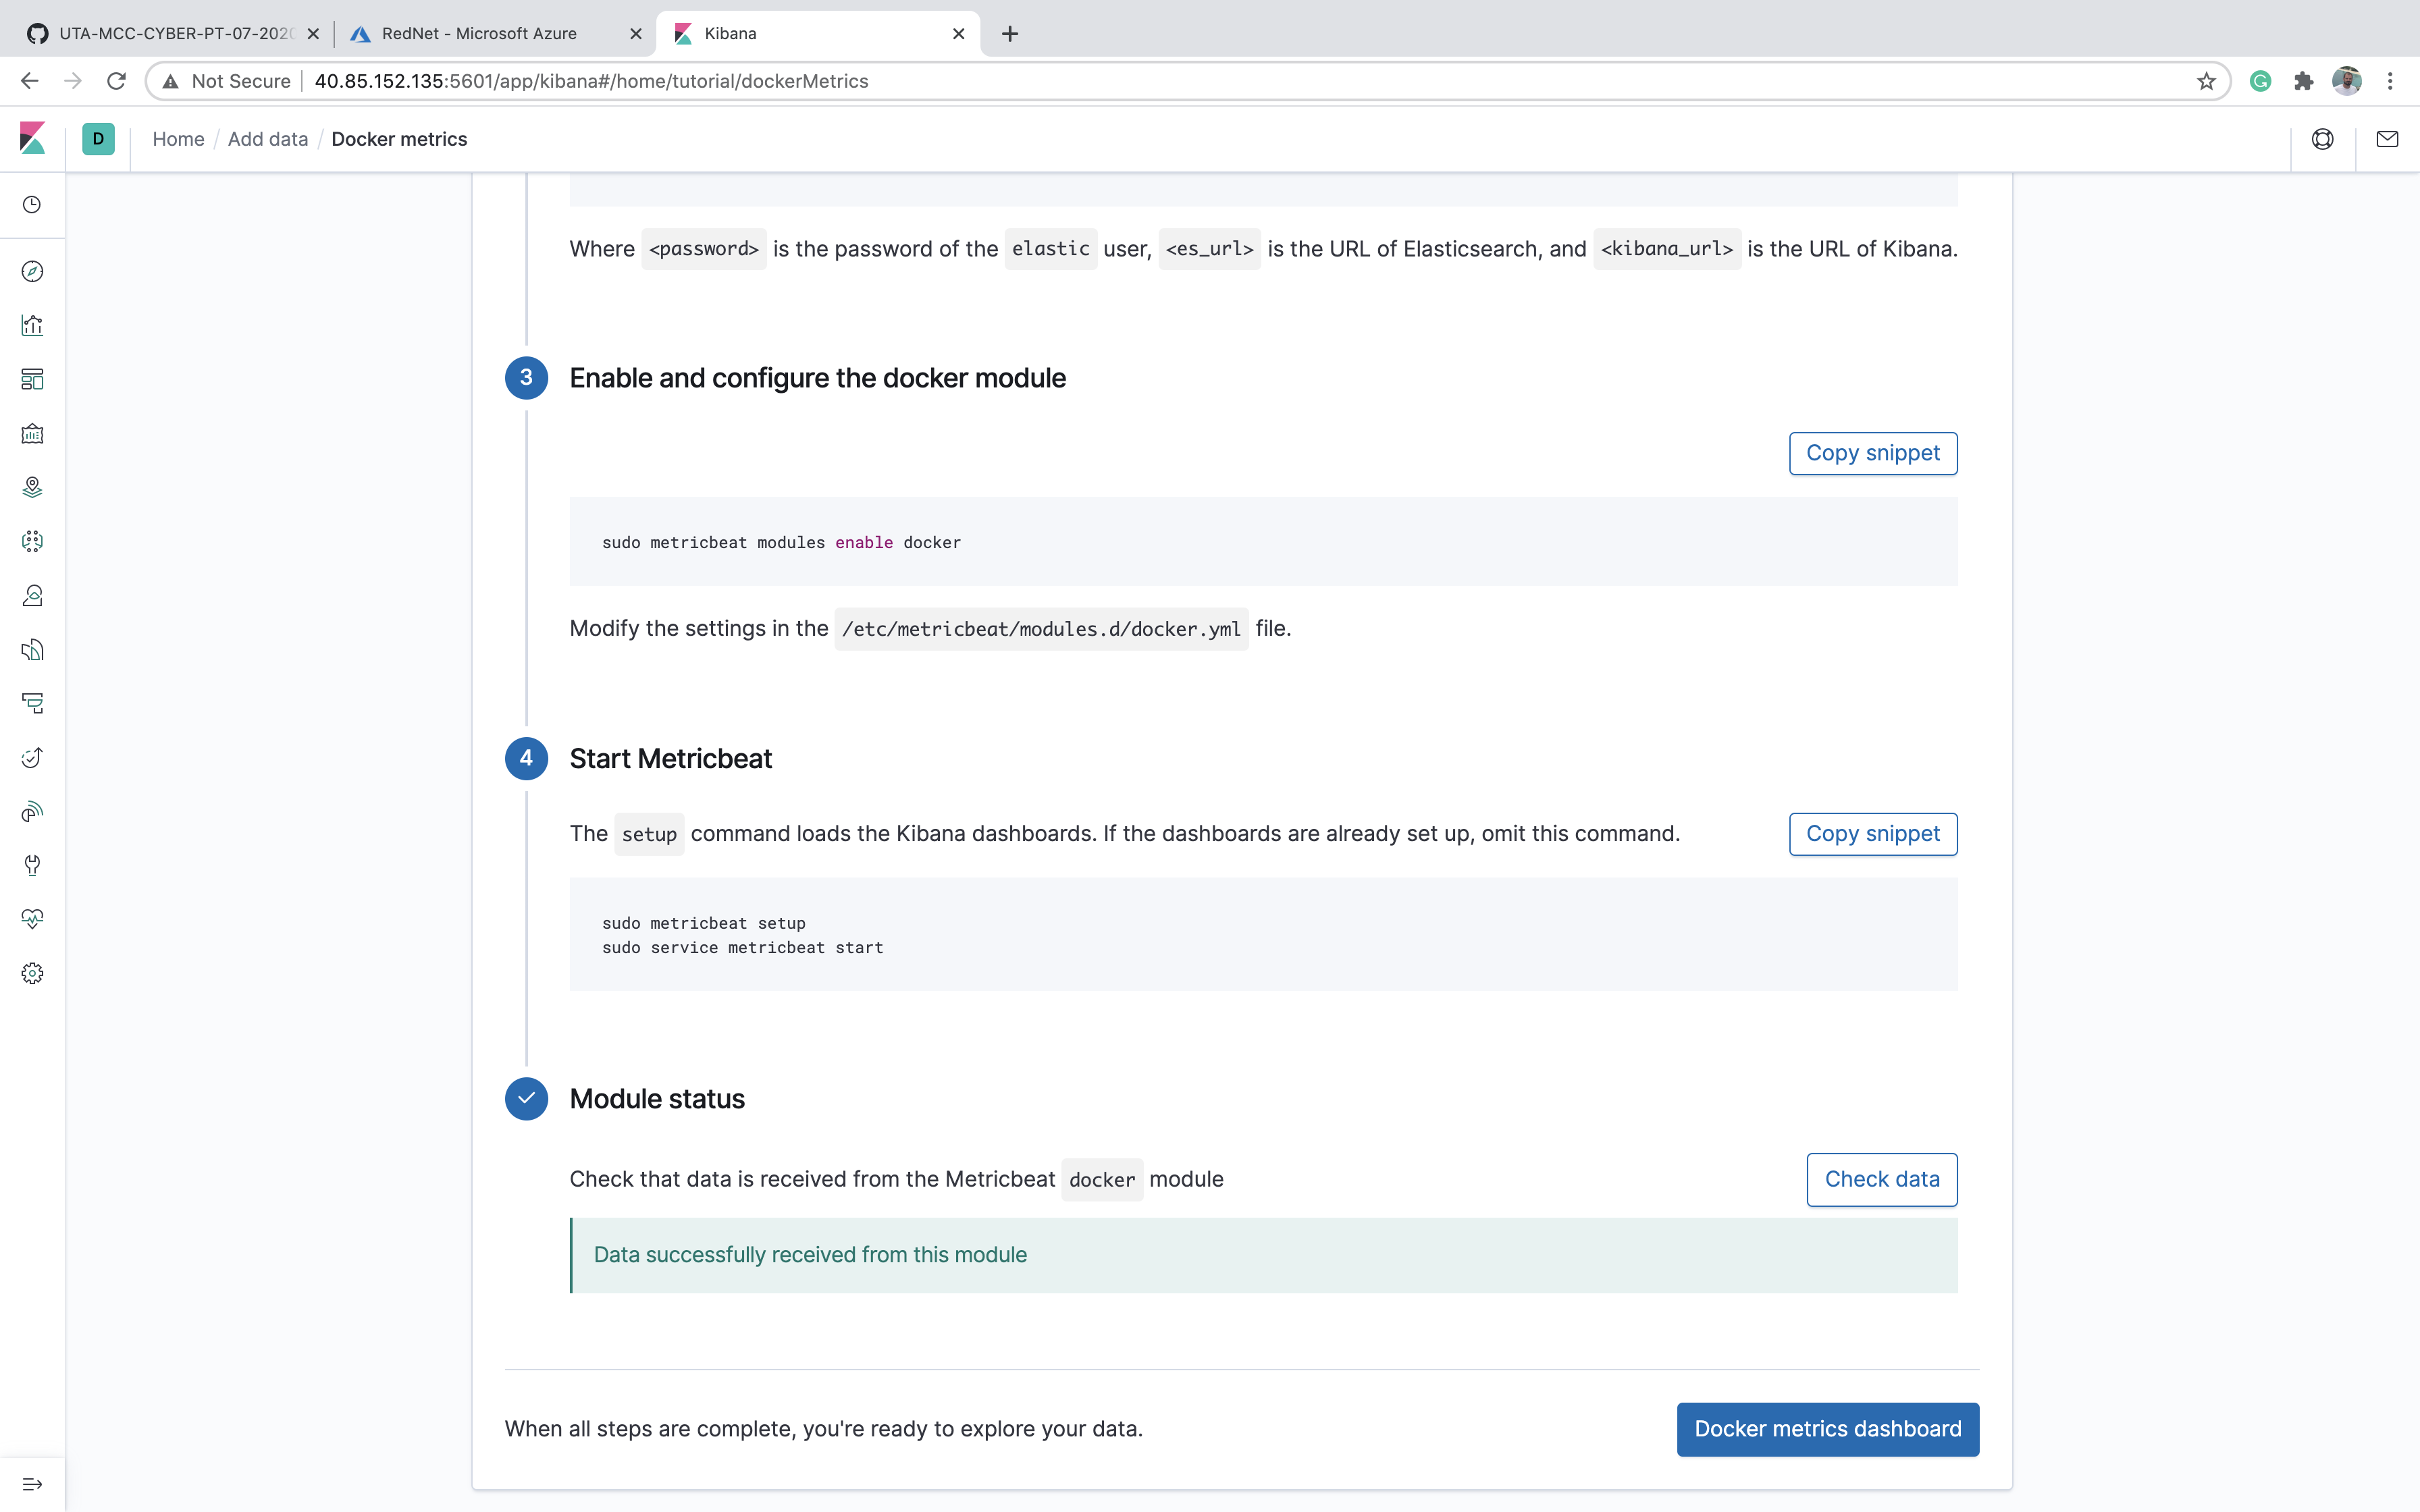 UTA-MCC-CYBER-PT-07-2020
RedNet - Microsoft Azure
Kibana
Not Secure
40.85.152.135:5601/app/kibana#/home/tutorial/dockerMetrics
D
Home / Add data / Docker metrics
Where <password> is the password of the elastic user, <es_url> is the URL of Elasticsearch, and <kibana_url> is the URL of Kibana.
3 Enable and configure the docker module
Copy snippet
sudo metricbeat modules enable docker
Modify the settings in the /etc/metricbeat/modules.d/docker.yml file.
4 Start Metricbeat
The setup command loads the Kibana dashboards. If the dashboards are already set up, omit this command.
Copy snippet
sudo metricbeat setup
sudo service metricbeat start
Module status
Check that data is received from the Metricbeat docker module
Check data
Data successfully received from this module
When all steps are complete, you're ready to explore your data.
Docker metrics dashboard